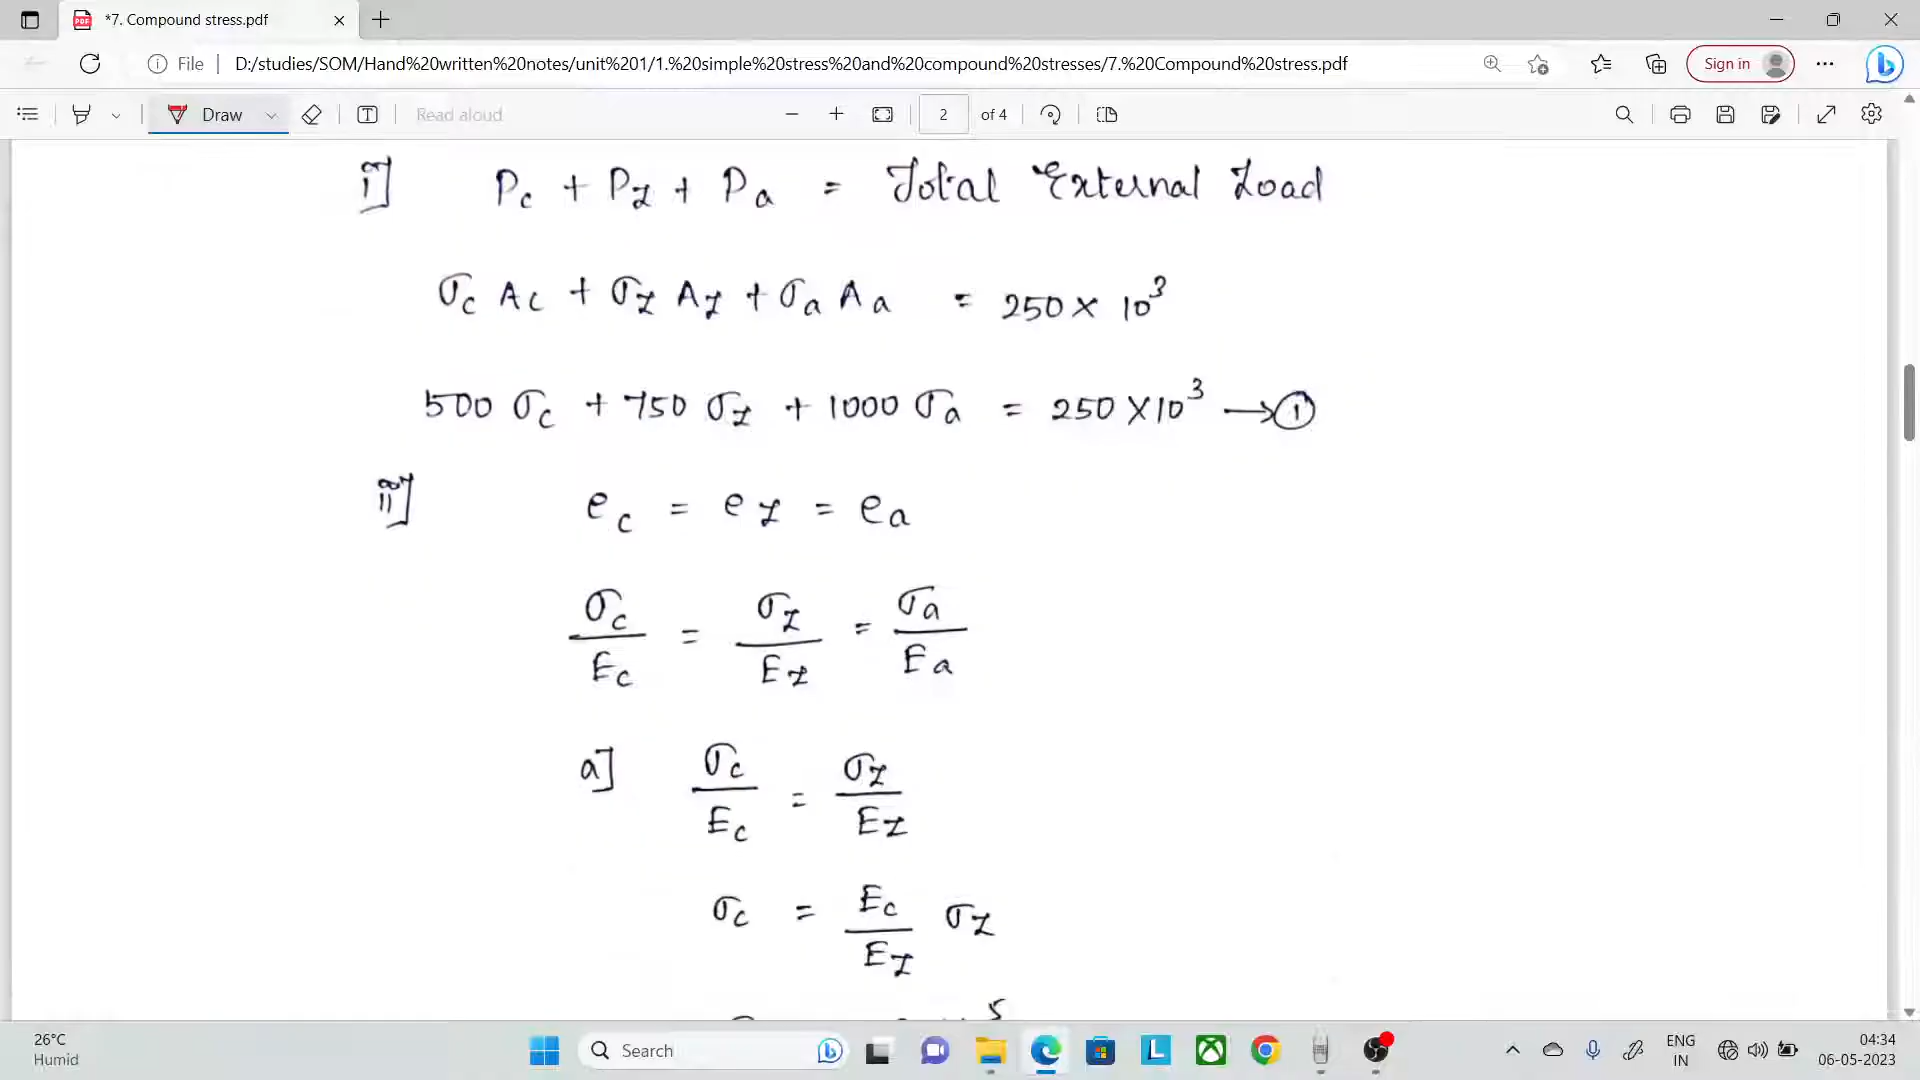 *7. Compound stress.pdf
File D:/studies/SOM/Hand%20written%20notes/unit%201/1.%20simple%20stress%20and%20compound%20stresses/7.%20Compound%20stress.pdf Sign in
Draw Read aloud 2 of 4
i] Pc + Pz + Pa = Total External Load
σc Ac + σz Az + σa Aa = 250 × 10³
500 σc + 750 σz + 1000 σa = 250 × 10³ → ①
ii] ec = ez = ea
σc/Ec = σz/Ez = σa/Ea
a] σc/Ec = σz/Ez
σc = Ec/Ez σz
26°C
Humid
Search
ENG
IN
04:34
06-05-2023